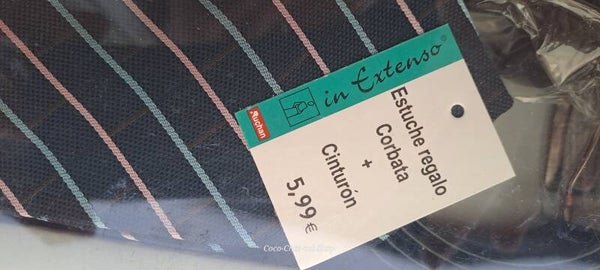 in Extenso®
Auchan
Estuche regalo
Corbata
+
Cinturón
5,99€